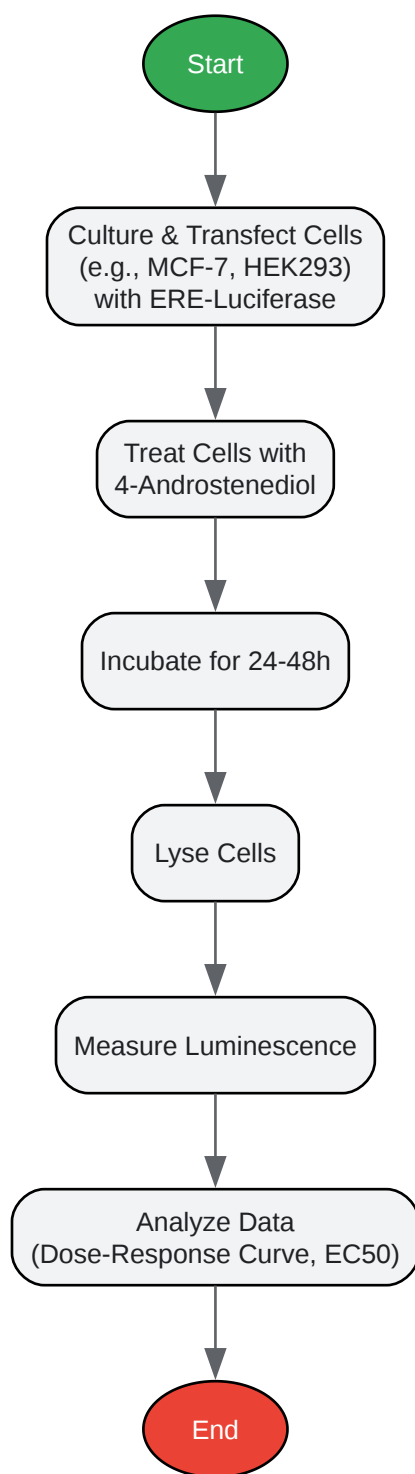 Start
Culture & Transfect Cells
(e.g., MCF-7, HEK293)
with ERE-Luciferase
Treat Cells with
4-Androstenediol
Incubate for 24-48h
Lyse Cells
Measure Luminescence
Analyze Data
(Dose-Response Curve, EC50)
End